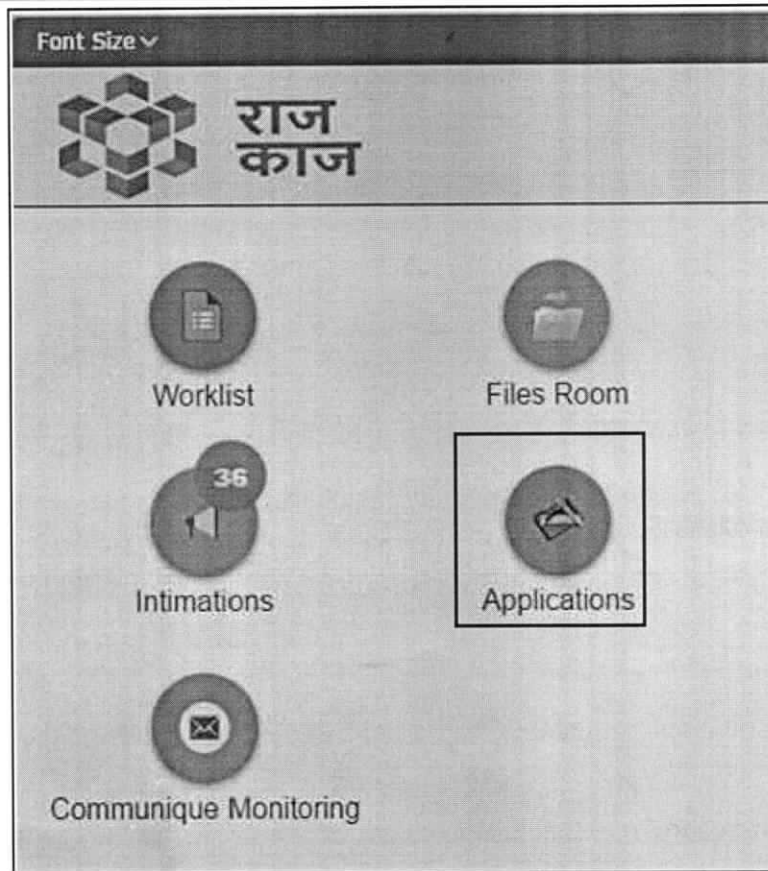 Font Size
राज
काज
Worklist
Files Room
36
Intimations
Applications
Communique Monitoring